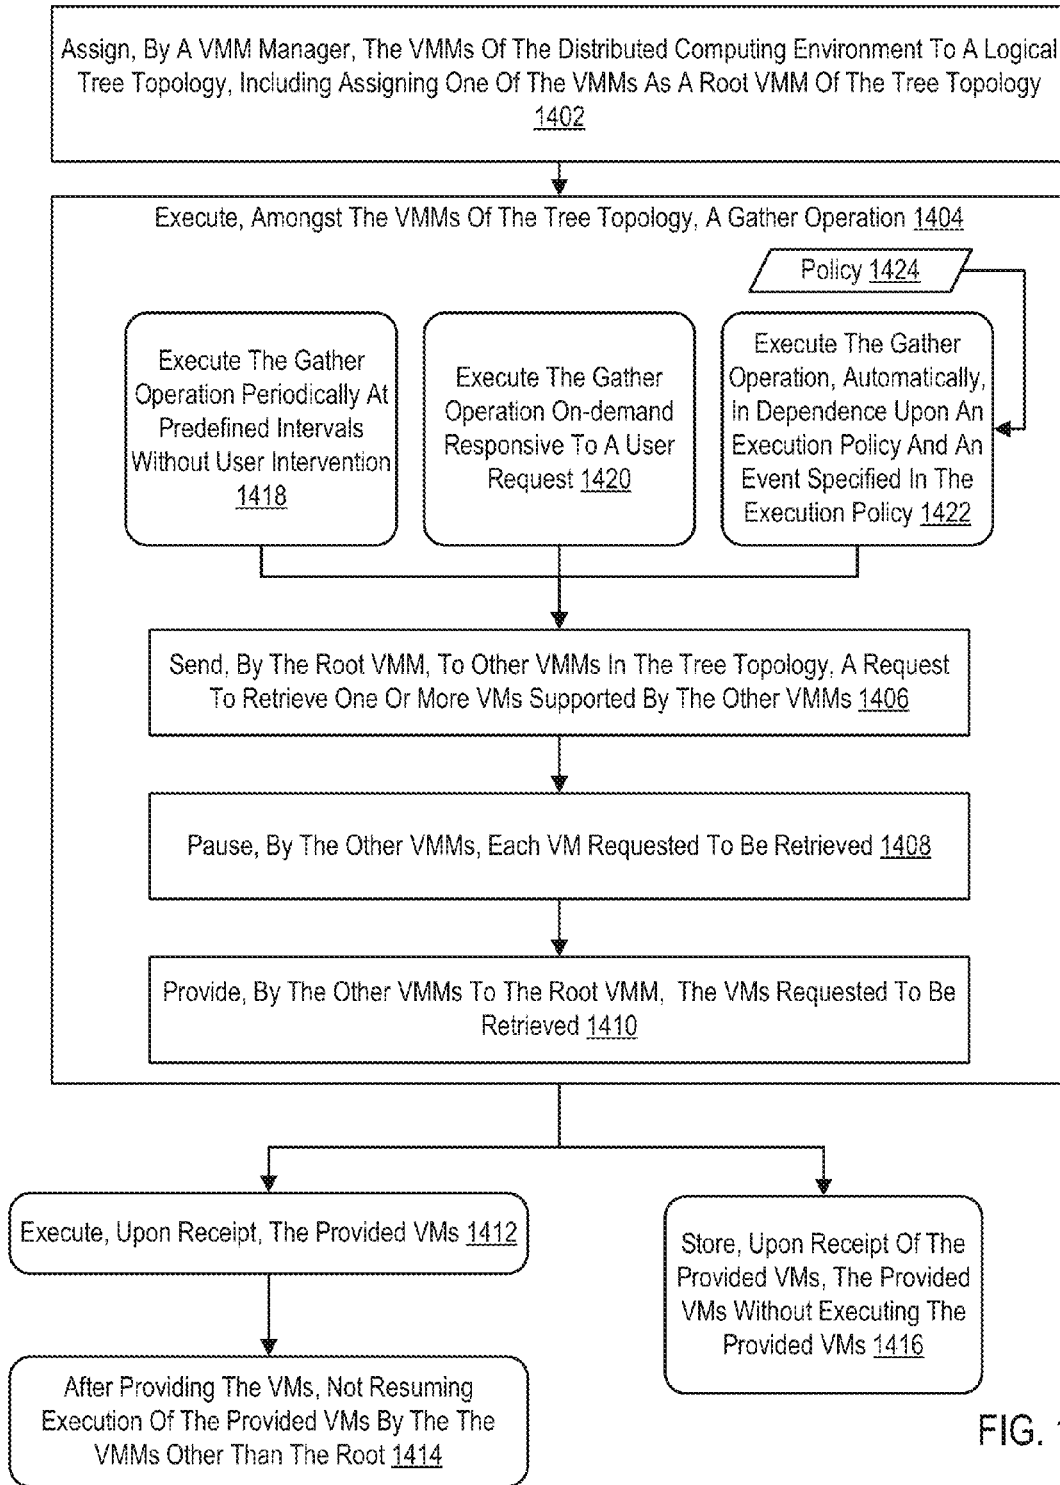 Assign, By A VMM Manager, The VMMs Of The Distributed Computing Environment To A Logical
Tree Topology, Including Assigning One Of The VMMs As A Root VMM Of The Tree Topology
1402
Execute, Amongst The VMMs Of The Tree Topology, A Gather Operation 1404
Policy 1424
Execute The Gather
Operation Periodically At
Predefined Intervals
Without User Intervention
1418
Execute The Gather
Operation On-demand
Responsive To A User
Request 1420
Execute The Gather
Operation, Automatically,
In Dependence Upon An
Execution Policy And An
Event Specified In The
Execution Policy 1422
Send, By The Root VMM, To Other VMMs In The Tree Topology, A Request
To Retrieve One Or More VMs Supported By The Other VMMs 1406
Pause, By The Other VMMs, Each VM Requested To Be Retrieved 1408
Provide, By The Other VMMs To The Root VMM, The VMs Requested To Be
Retrieved 1410
Execute, Upon Receipt, The Provided VMs 1412
Store, Upon Receipt Of The
Provided VMs, The Provided
VMs Without Executing The
Provided VMs 1416
After Providing The VMs, Not Resuming
Execution Of The Provided VMs By The The
VMMs Other Than The Root 1414
FIG.